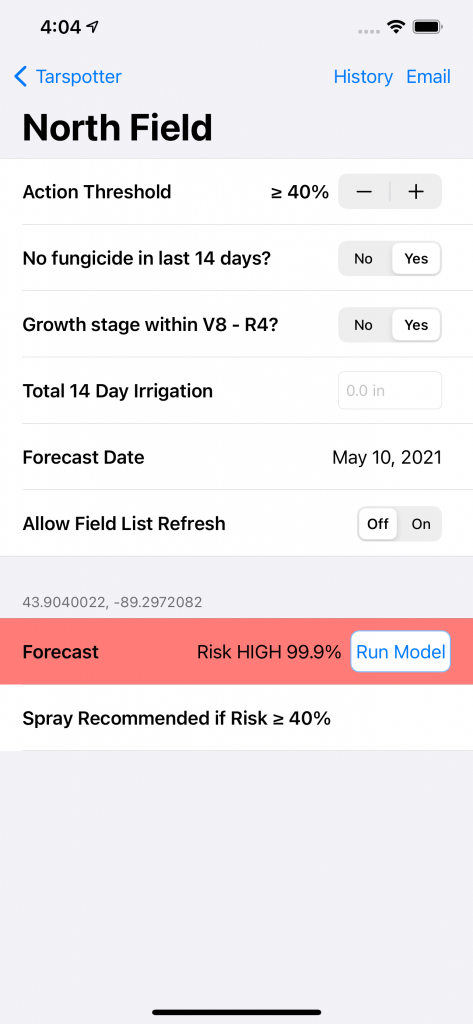 4:04
Tarspotter History Email
North Field
Action Threshold ≥ 40% − +
No fungicide in last 14 days? No Yes
Growth stage within V8 - R4? No Yes
Total 14 Day Irrigation 0.0 in
Forecast Date May 10, 2021
Allow Field List Refresh Off On
43.9040022, -89.2972082
Forecast Risk HIGH 99.9% Run Model
Spray Recommended if Risk ≥ 40%